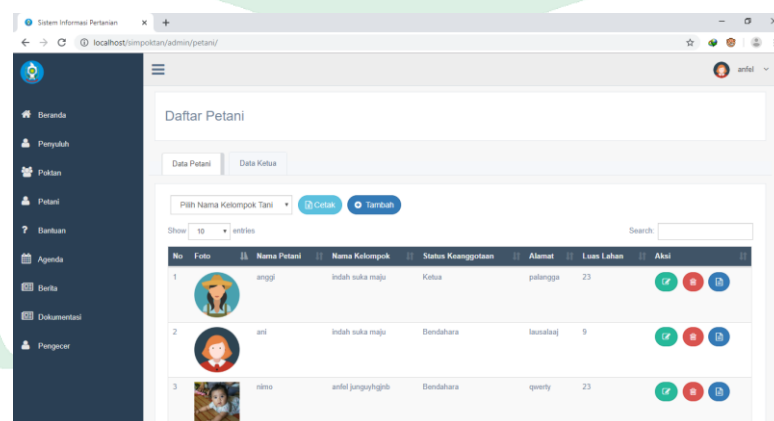 Sistem Informasi Pertanian
localhost/simpoktan/admin/petani/
anfel
Beranda
Penyuluh
Poktan
Petani
Bantuan
Agenda
Berita
Dokumentasi
Pengecer
Daftar Petani
Data Petani Data Ketua
Pilih Nama Kelompok Tani Cetak Tambah
Show 10 entries Search:
No Foto Nama Petani Nama Kelompok Status Keanggotaan Alamat Luas Lahan Aksi
1 anggi indah suka maju Ketua palangga 23
2 ani indah suka maju Bendahara lausalaaj 9
3 nimo anfel junguyhgjnb Bendahara qwerty 23